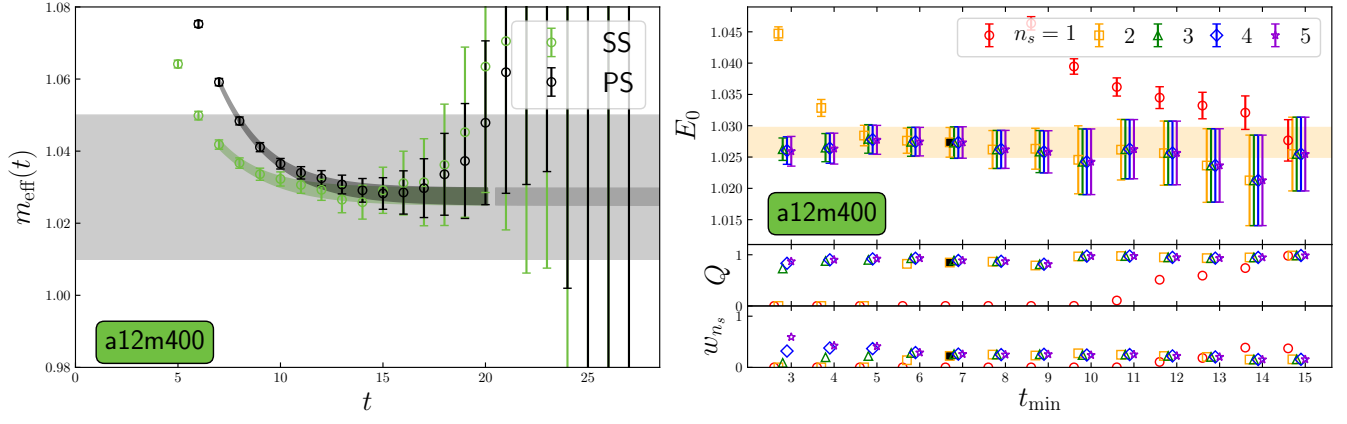 1.08
1.06
1.04
1.02
1.00
0.98
m_eff(t)
SS
PS
a12m400
0 5 10 15 20 25
t
1.045
1.040
1.035
1.030
1.025
1.020
1.015
E_0
n_s = 1 2 3 4 5
a12m400
1
0
Q
1
0
w_{n_s}
3 4 5 6 7 8 9 10 11 12 13 14 15
t_min